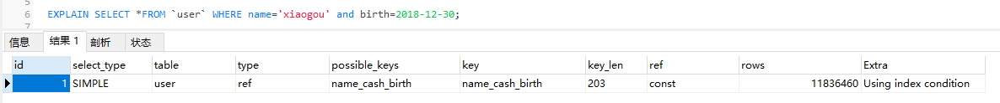 6 EXPLAIN SELECT *FROM `user` WHERE name='xiaogou' and birth=2018-12-30;
7
信息 结果 1 剖析 状态
id select_type table type possible_keys key key_len ref rows Extra
1 SIMPLE user ref name_cash_birth name_cash_birth 203 const 11836460 Using index condition